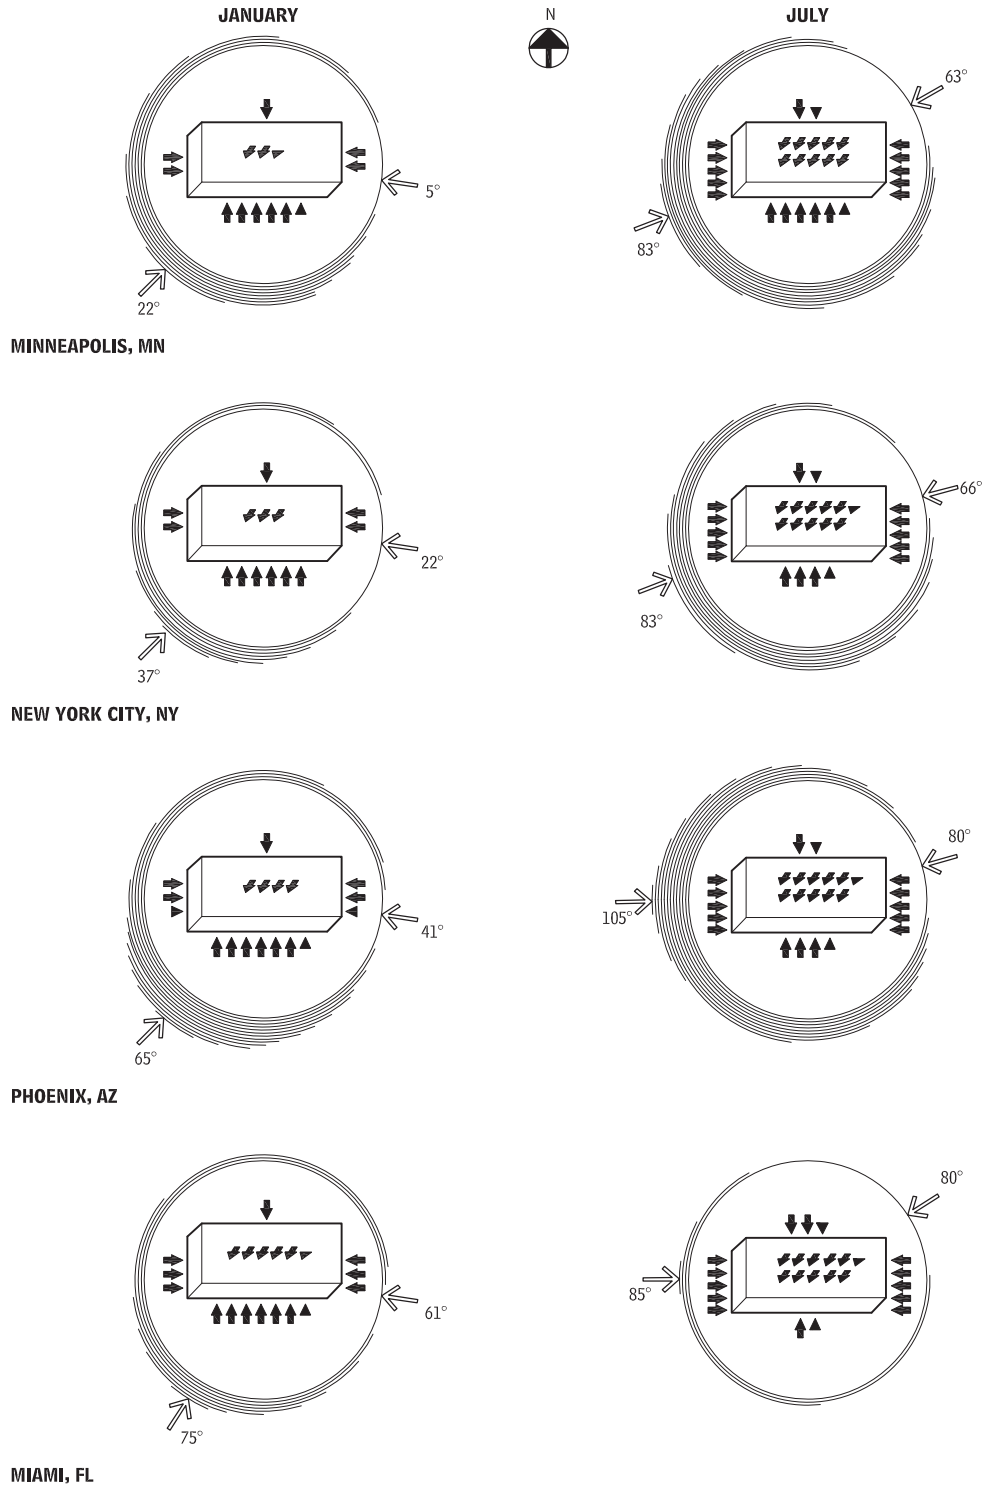 JANUARY
N
JULY
63°
5°
83°
22°
MINNEAPOLIS, MN
66°
22°
83°
37°
NEW YORK CITY, NY
80°
105°
41°
65°
PHOENIX, AZ
80°
85°
61°
75°
MIAMI, FL